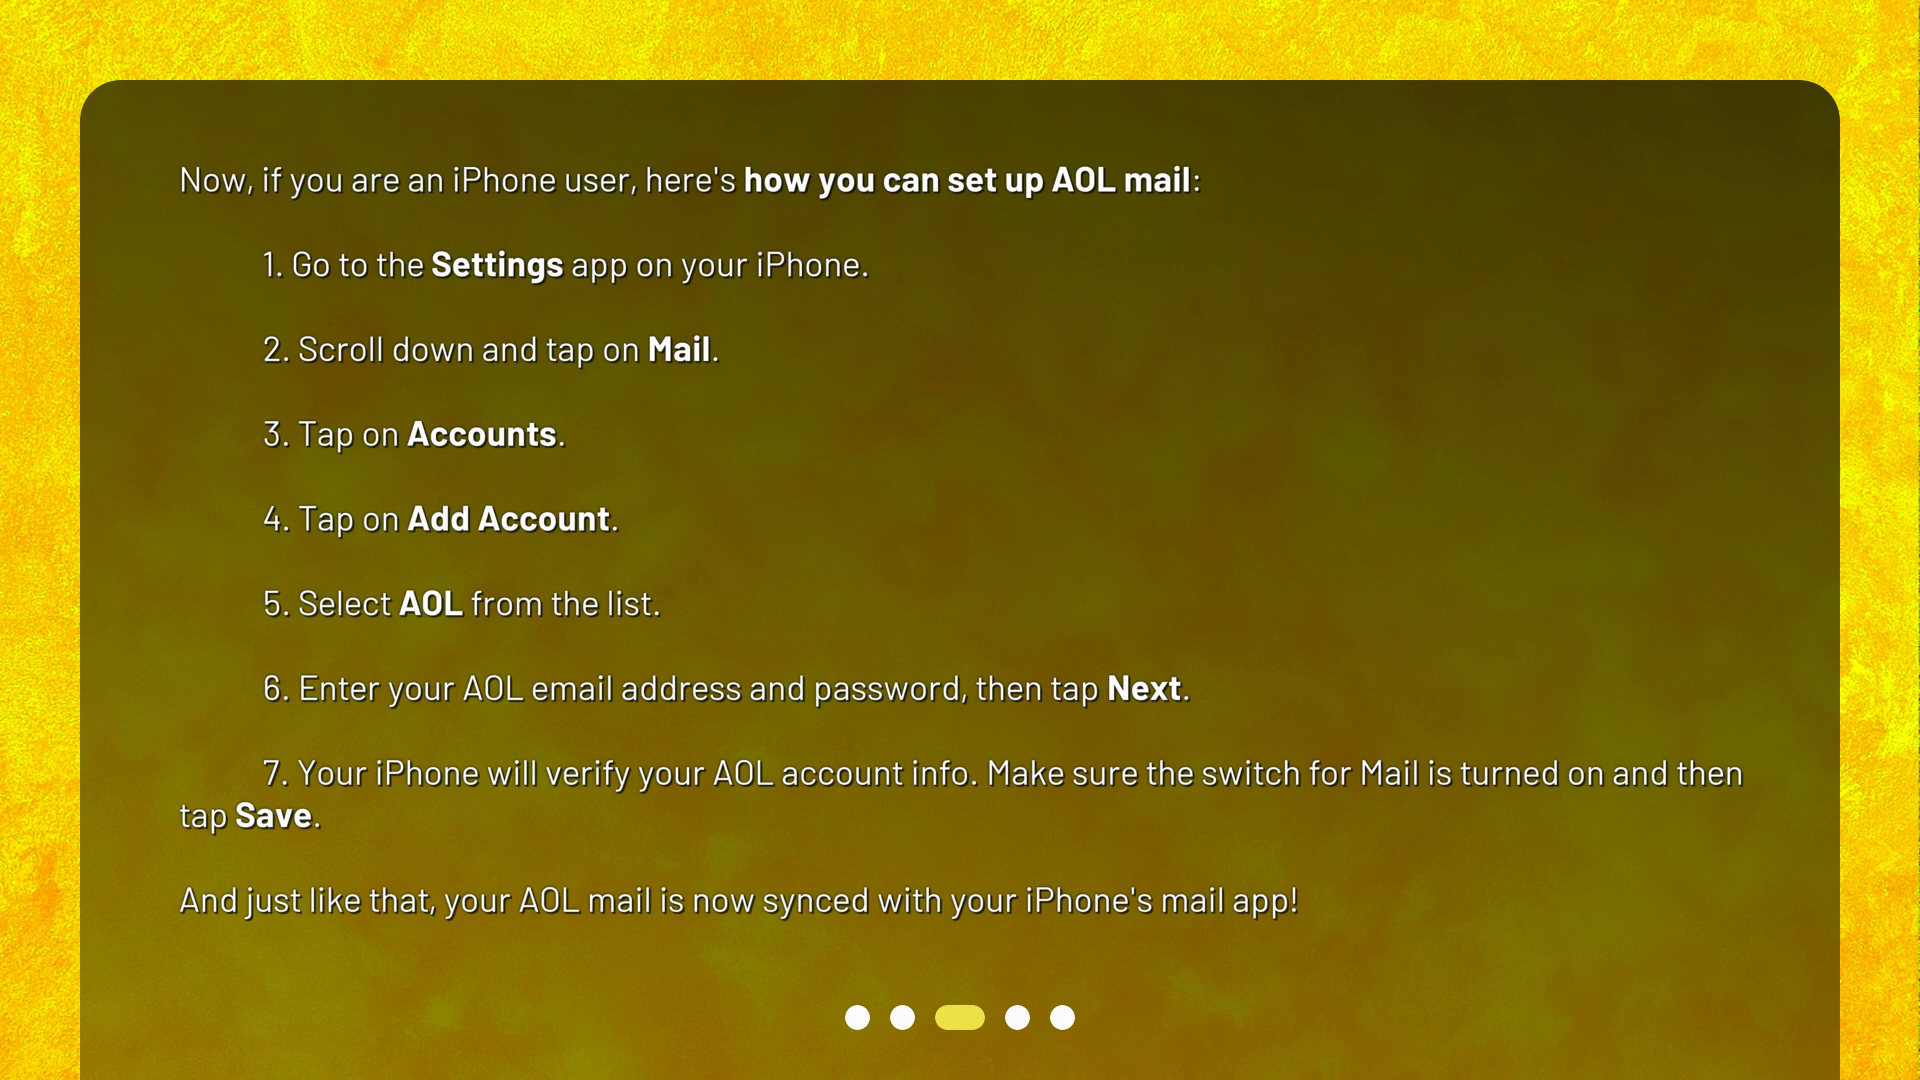 Now, if you are an iPhone user, here's how you can set up AOL mail:
1. Go to the Settings app on your iPhone.
2. Scroll down and tap on Mail.
3. Tap on Accounts.
4. Tap on Add Account.
5. Select AOL from the list.
6. Enter your AOL email address and password, then tap Next.
7. Your iPhone will verify your AOL account info. Make sure the switch for Mail is turned on and then
tap Save.
And just like that, your AOL mail is now synced with your iPhone's mail app!